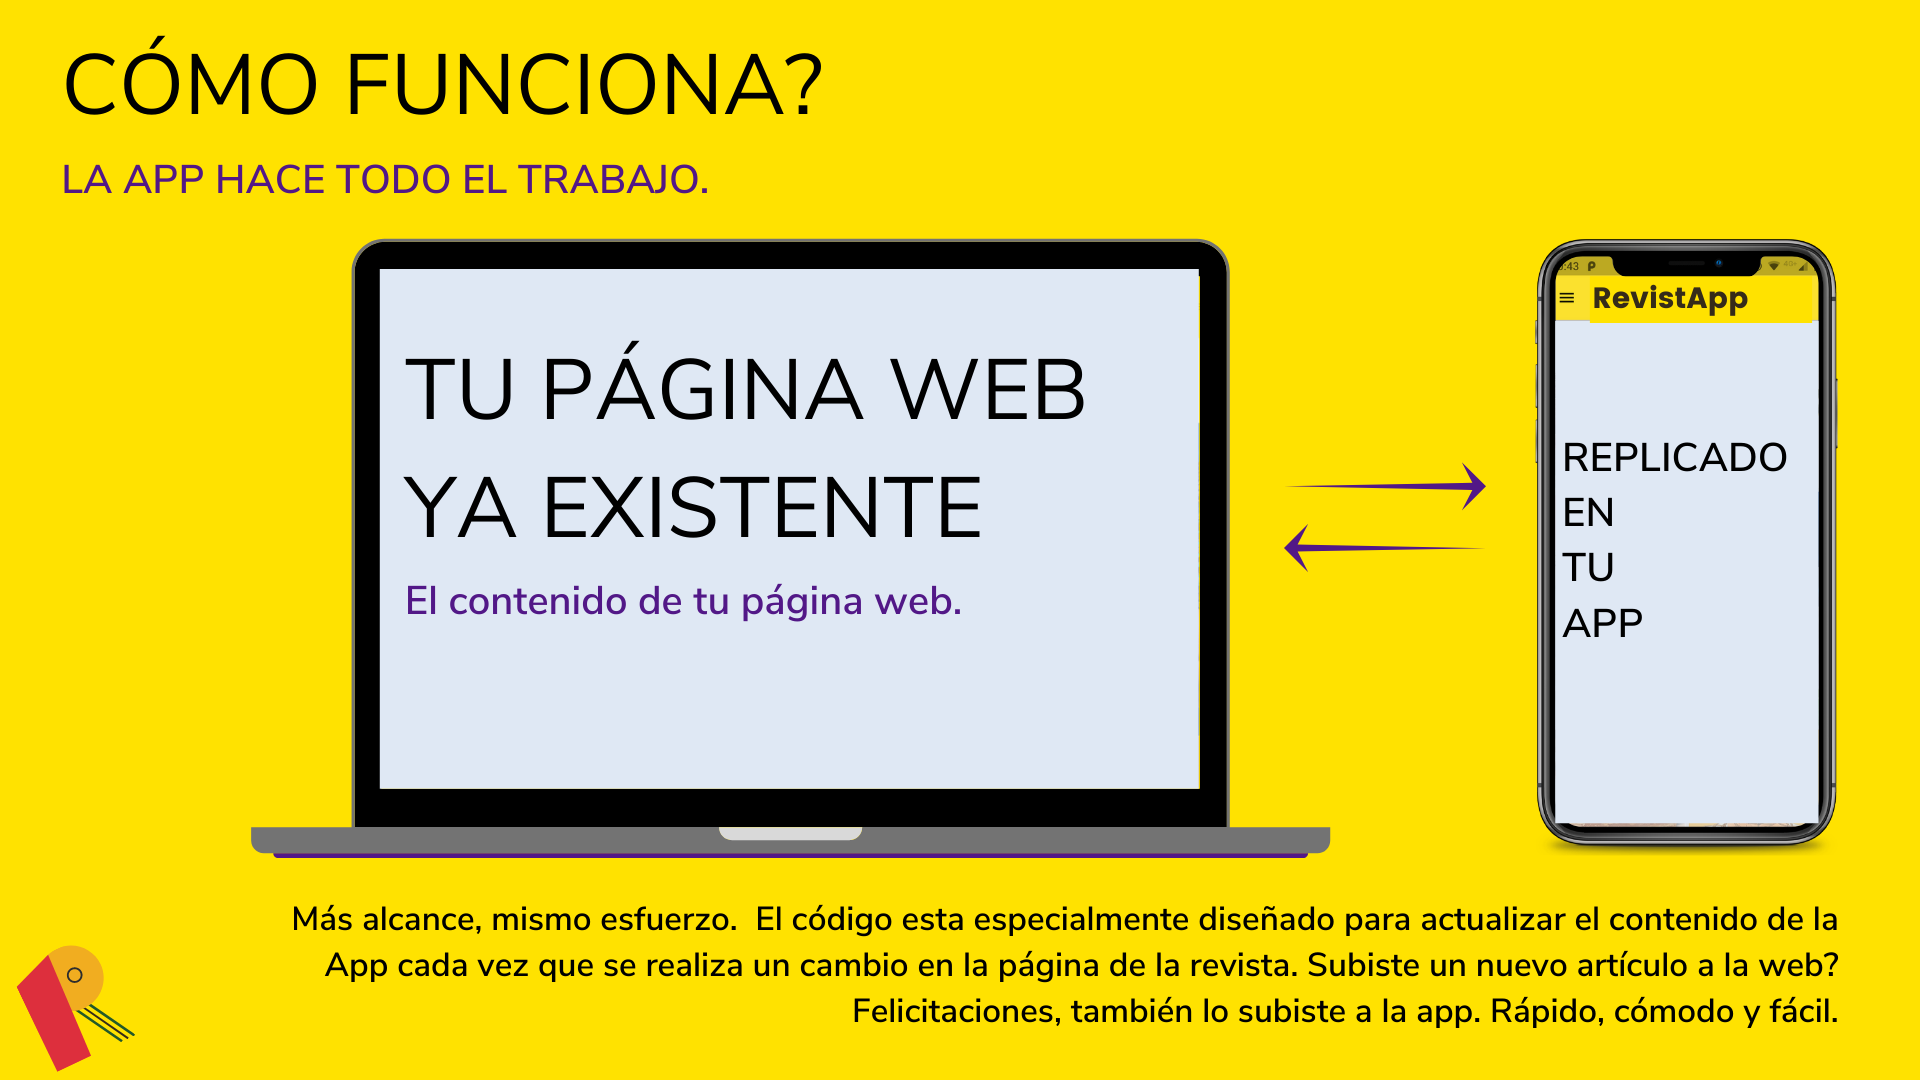 CÓMO FUNCIONA?
LA APP HACE TODO EL TRABAJO.
TU PÁGINA WEB
YA EXISTENTE
El contenido de tu página web.
:43
RevistApp
REPLICADO
EN
TU
APP
Más alcance, mismo esfuerzo.  El código esta especialmente diseñado para actualizar el contenido de la
App cada vez que se realiza un cambio en la página de la revista. Subiste un nuevo artículo a la web?
Felicitaciones, también lo subiste a la app. Rápido, cómodo y fácil.